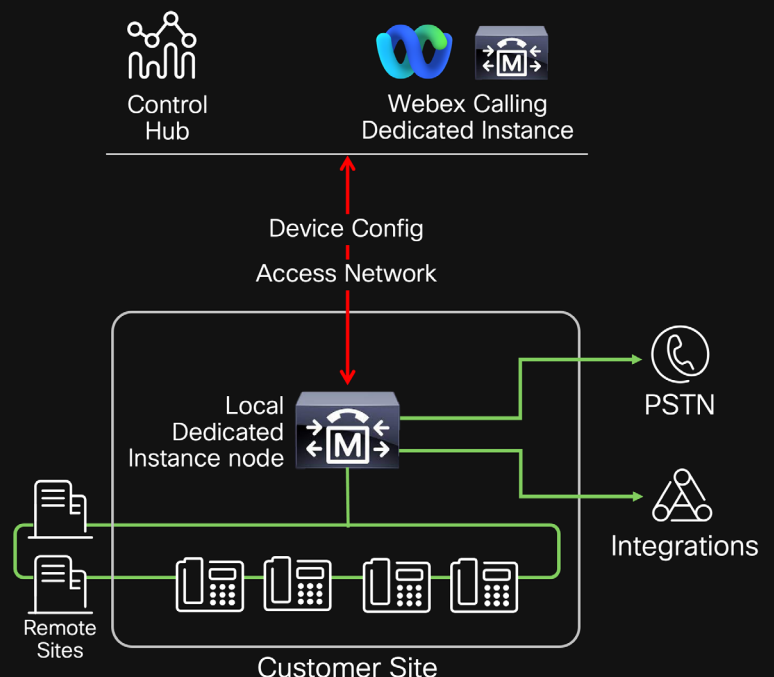 Control
Hub
Webex Calling
Dedicated Instance
M
Device Config
Access Network
Local
Dedicated
Instance node
M
PSTN
Integrations
Remote
Sites
Customer Site